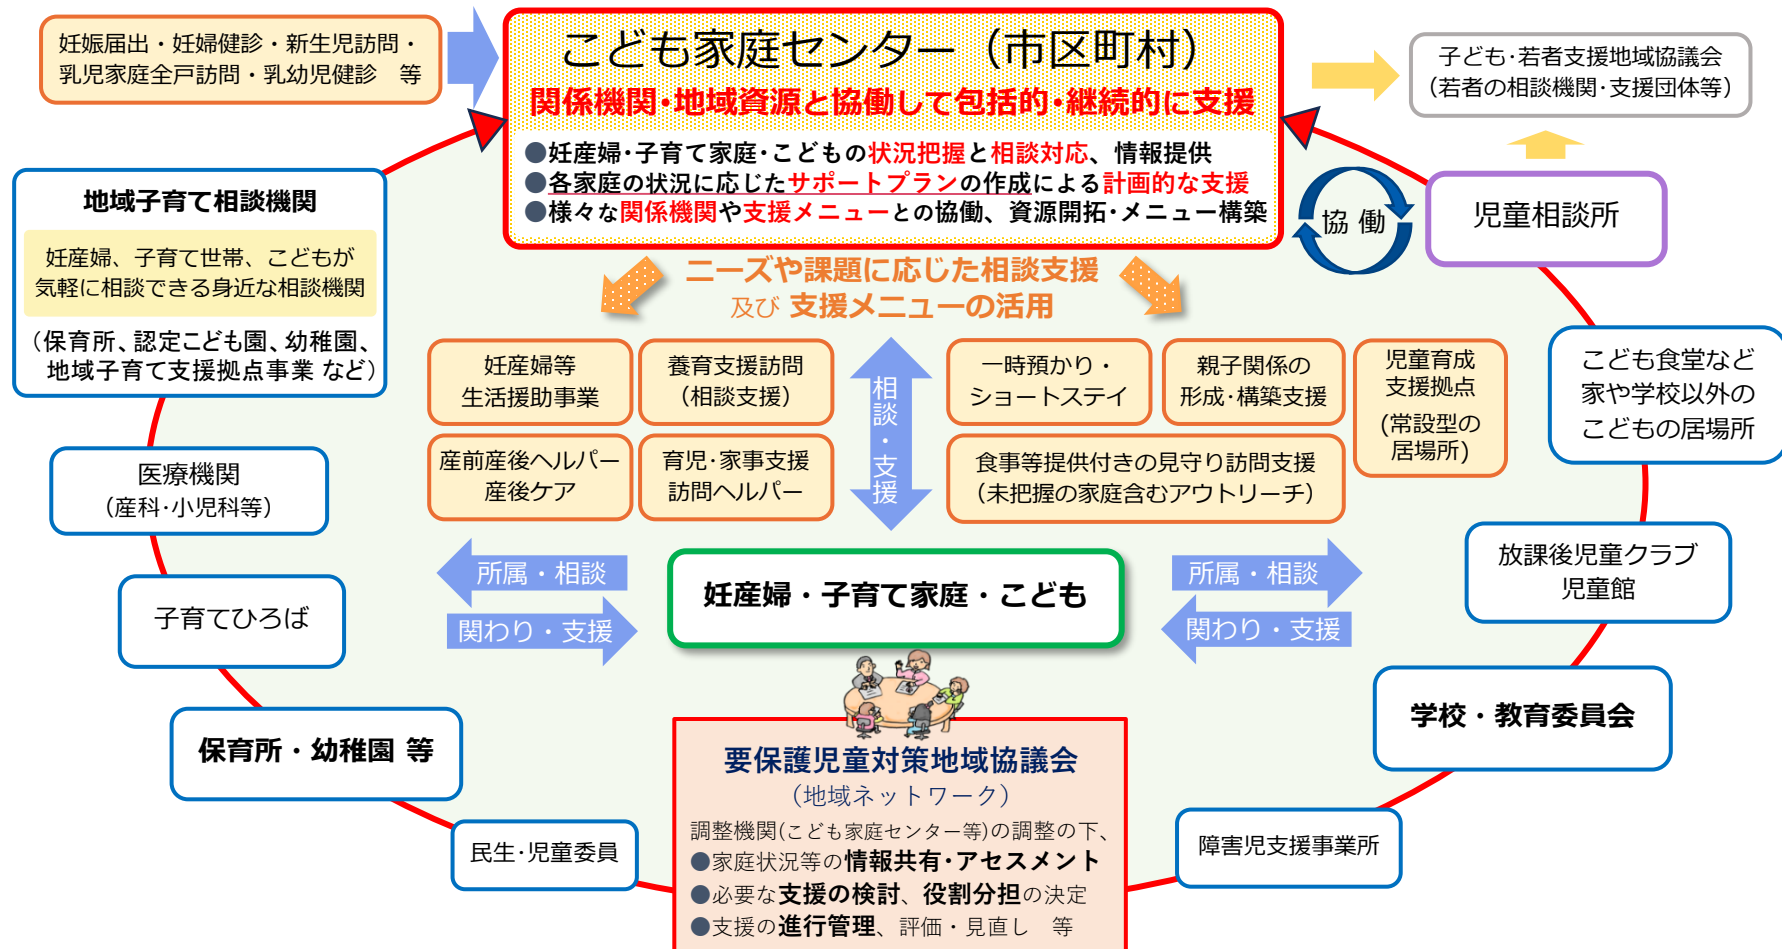 妊娠届出・妊婦健診・新生児訪問・
乳児家庭全戸訪問・乳幼児健診　等
こども家庭センター（市区町村）
関係機関・地域資源と協働して包括的・継続的に支援
●妊産婦・子育て家庭・こどもの状況把握と相談対応、情報提供
●各家庭の状況に応じたサポートプランの作成による計画的な支援
●様々な関係機関や支援メニューとの協働、資源開拓・メニュー構築
子ども・若者支援地域協議会
（若者の相談機関・支援団体等）
協働
児童相談所
地域子育て相談機関
妊産婦、子育て世帯、こどもが
気軽に相談できる身近な相談機関
（保育所、認定こども園、幼稚園、
地域子育て支援拠点事業 など）
ニーズや課題に応じた相談支援
及び 支援メニューの活用
妊産婦等
生活援助事業
養育支援訪問
（相談支援）
産前産後ヘルパー
産後ケア
育児・家事支援
訪問ヘルパー
相談・支援
一時預かり・
ショートステイ
親子関係の
形成・構築支援
児童育成
支援拠点
(常設型の
居場所)
食事等提供付きの見守り訪問支援
（未把握の家庭含むアウトリーチ）
こども食堂など
家や学校以外の
こどもの居場所
医療機関
（産科・小児科等）
放課後児童クラブ
児童館
所属・相談
関わり・支援
妊産婦・子育て家庭・こども
所属・相談
関わり・支援
子育てひろば
保育所・幼稚園 等
学校・教育委員会
民生・児童委員
障害児支援事業所
要保護児童対策地域協議会
（地域ネットワーク）
調整機関(こども家庭センター等)の調整の下、
●家庭状況等の情報共有・アセスメント
●必要な支援の検討、役割分担の決定
●支援の進行管理、評価・見直し　等